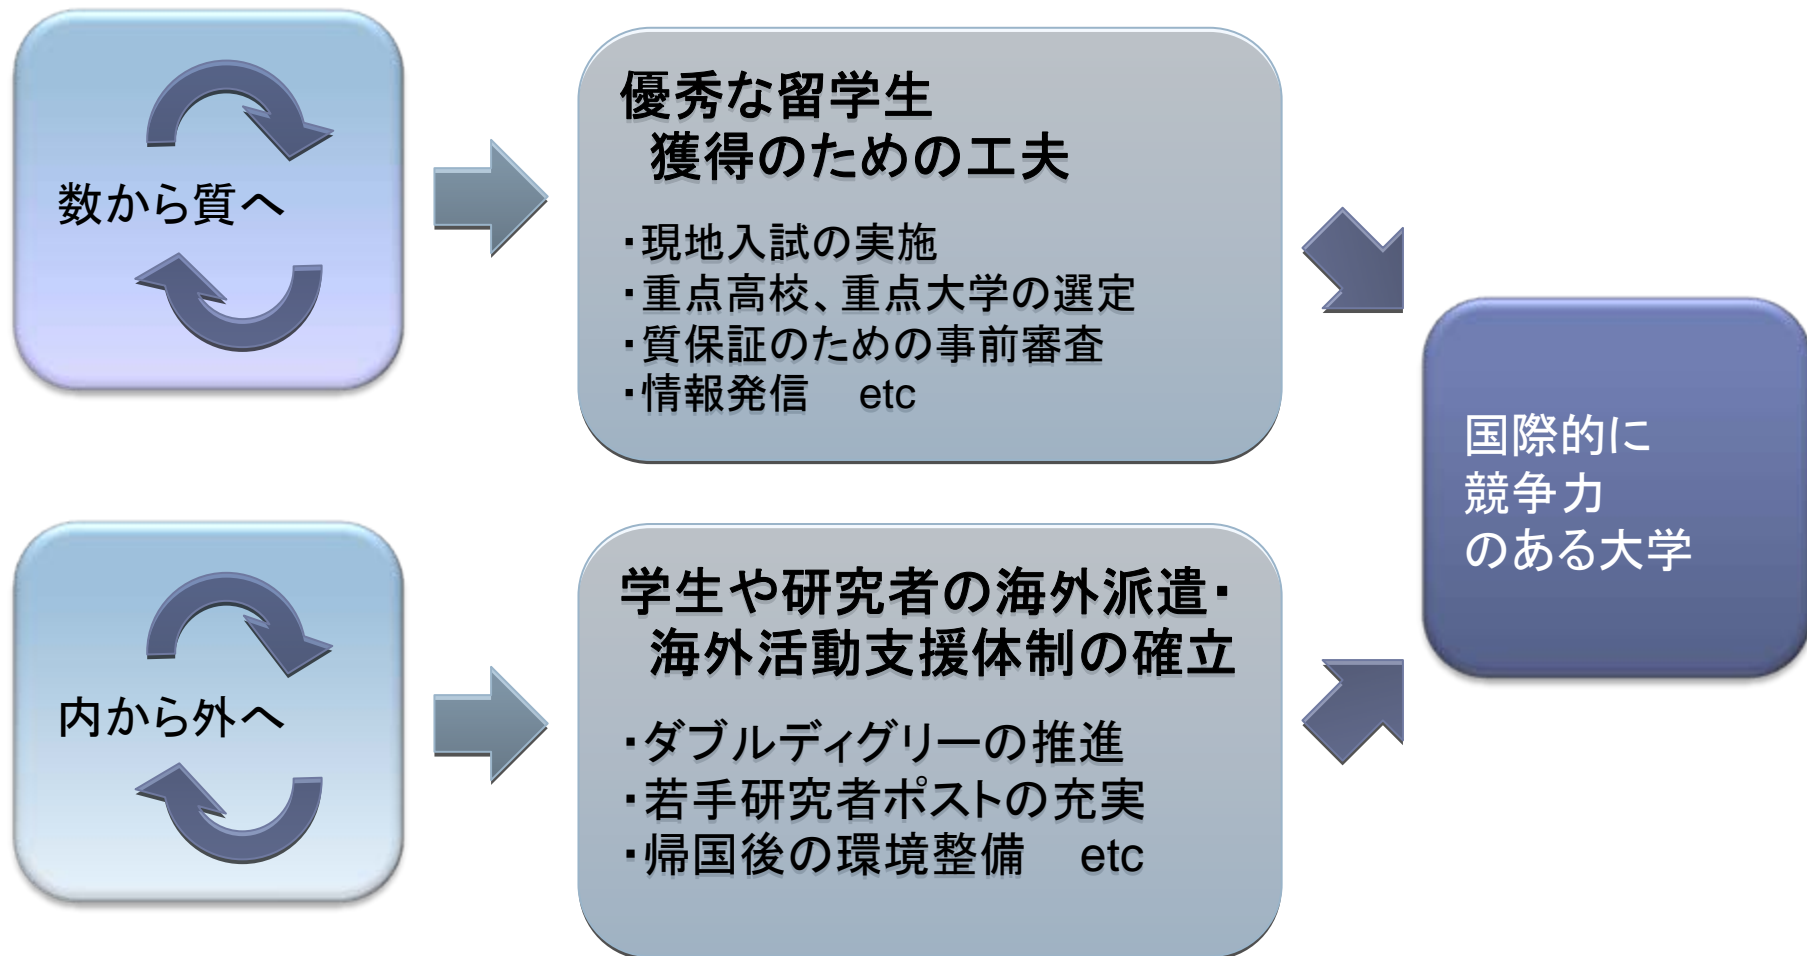 数から質へ
優秀な留学生
獲得のための工夫
・現地入試の実施
・重点高校、重点大学の選定
・質保証のための事前審査
・情報発信　etc
内から外へ
学生や研究者の海外派遣・
海外活動支援体制の確立
・ダブルディグリーの推進
・若手研究者ポストの充実
・帰国後の環境整備　etc
国際的に
競争力
のある大学